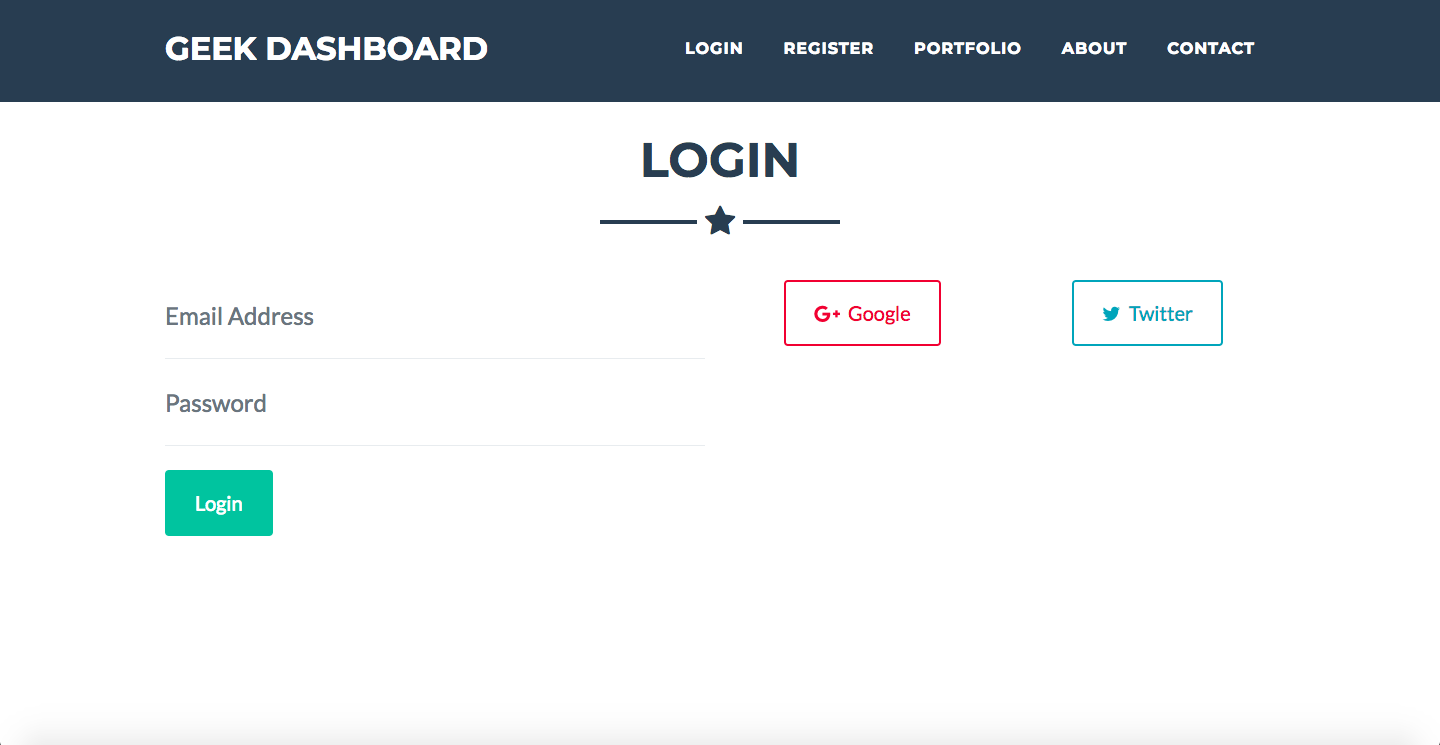 GEEK DASHBOARD
LOGIN REGISTER PORTFOLIO ABOUT CONTACT
LOGIN
Email Address
Password
Login
G+ Google
Twitter